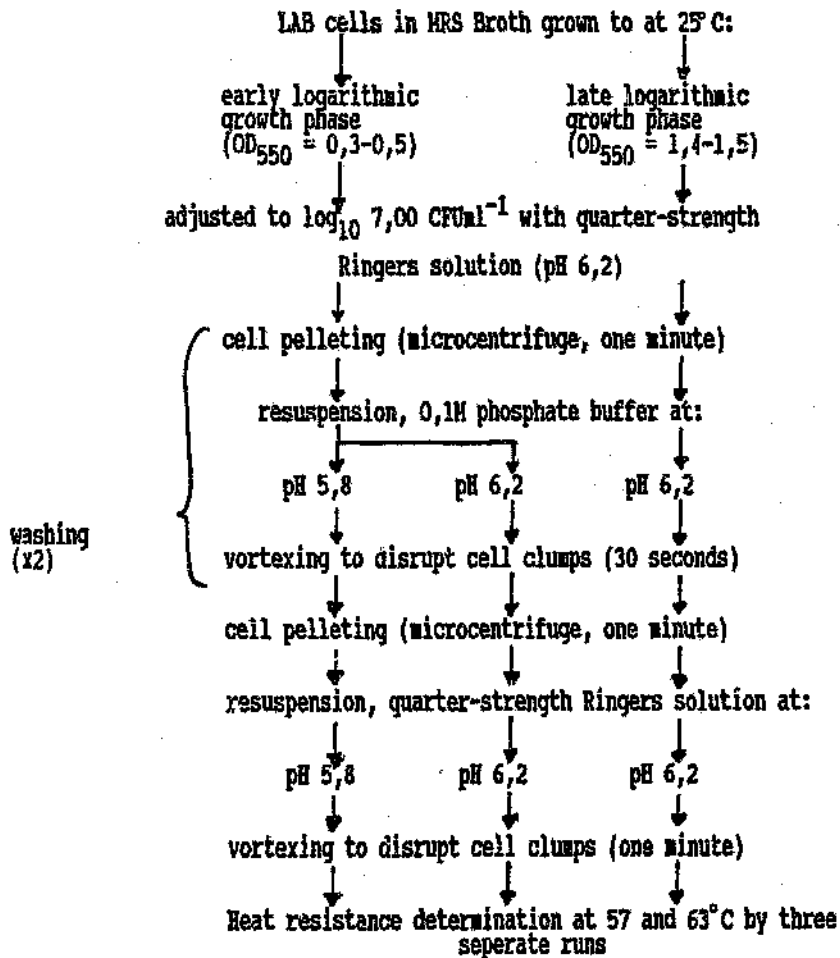 LAB cells in MRS Broth grown to at 25°C:
early logarithmic
growth phase
(OD550 = 0,3-0,5)
late logarithmic
growth phase
(OD550 = 1,4-1,5)
adjusted to log10 7,00 CFUml-1 with quarter-strength
Ringers solution (pH 6,2)
cell pelleting (microcentrifuge, one minute)
resuspension, 0,1M phosphate buffer at:
pH 5,8 pH 6,2 pH 6,2
washing
(x2)
vortexing to disrupt cell clumps (30 seconds)
cell pelleting (microcentrifuge, one minute)
resuspension, quarter-strength Ringers solution at:
pH 5,8 pH 6,2 pH 6,2
vortexing to disrupt cell clumps (one minute)
Heat resistance determination at 57 and 63°C by three
seperate runs